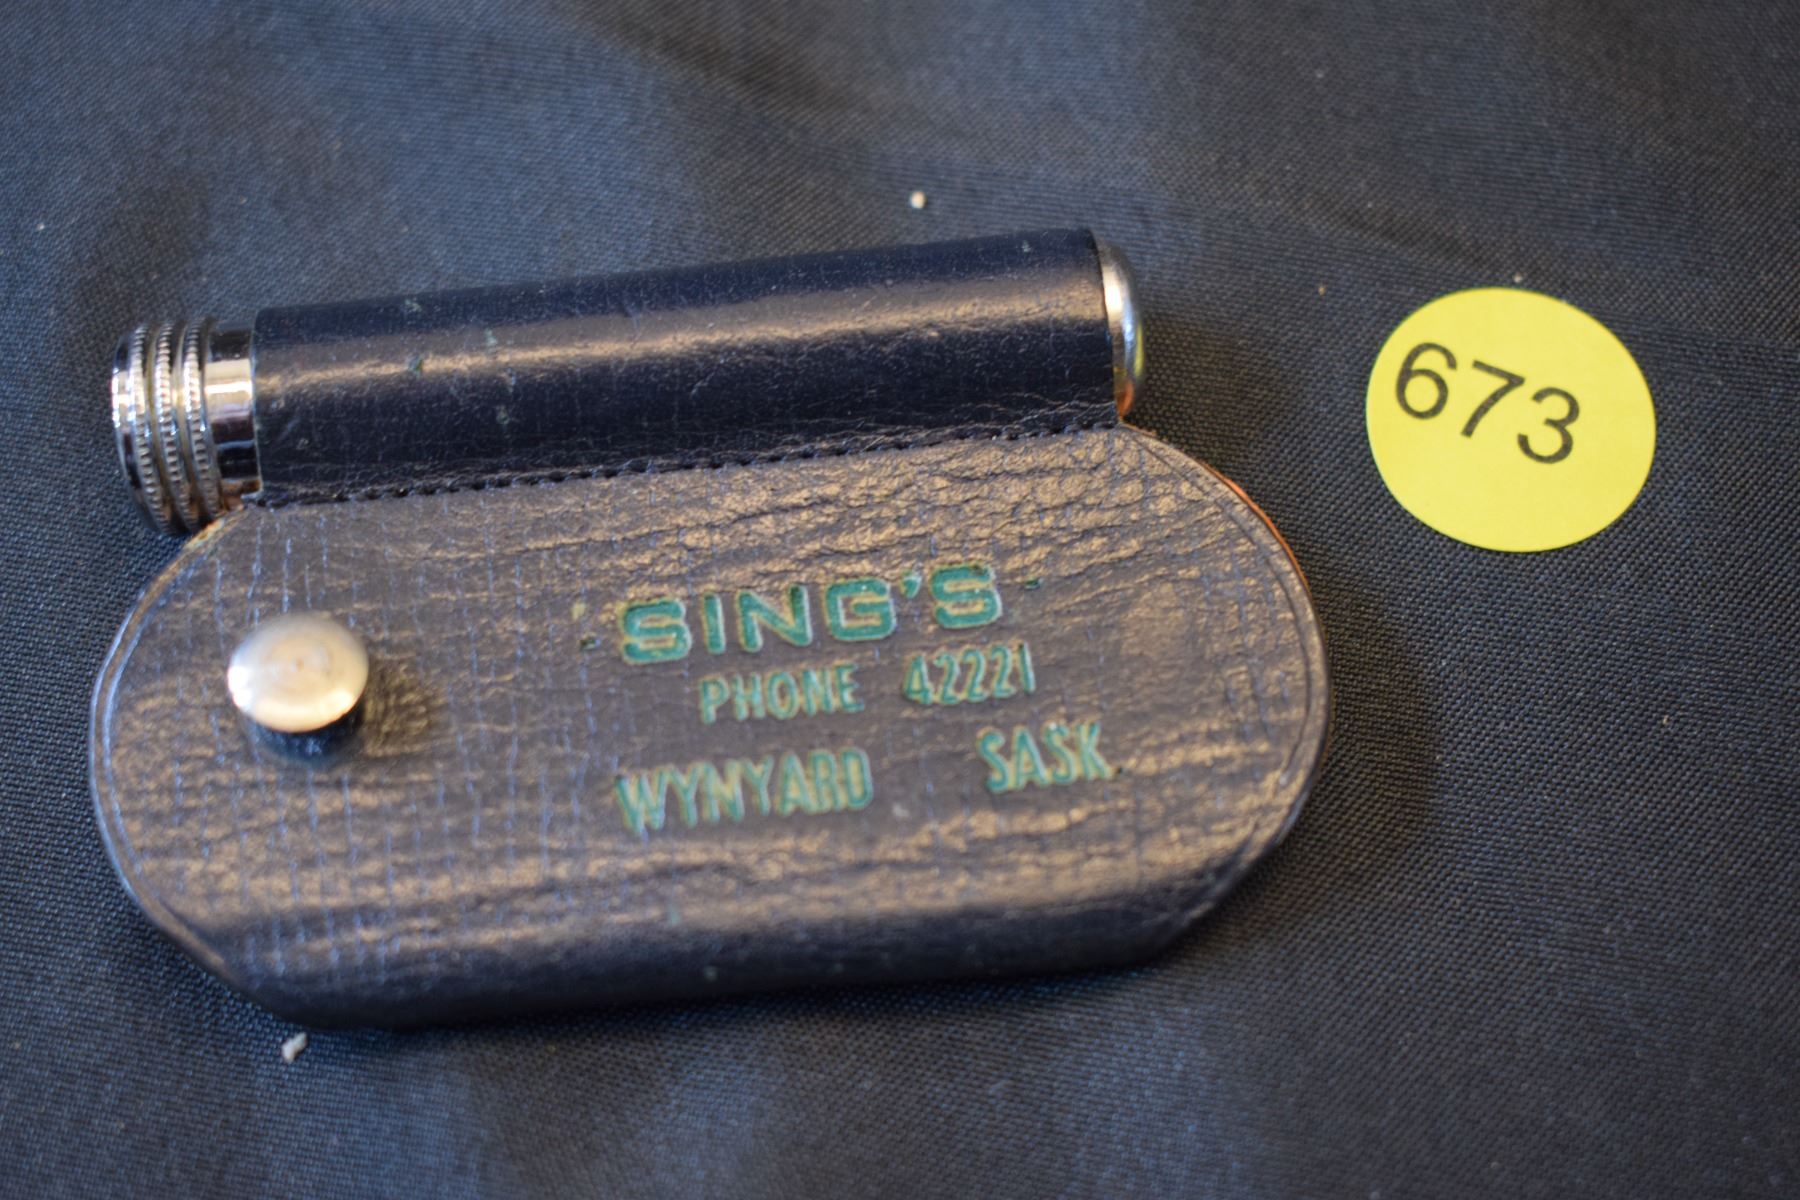 SING'S
PHONE 42221
WYNYARD SASK
673